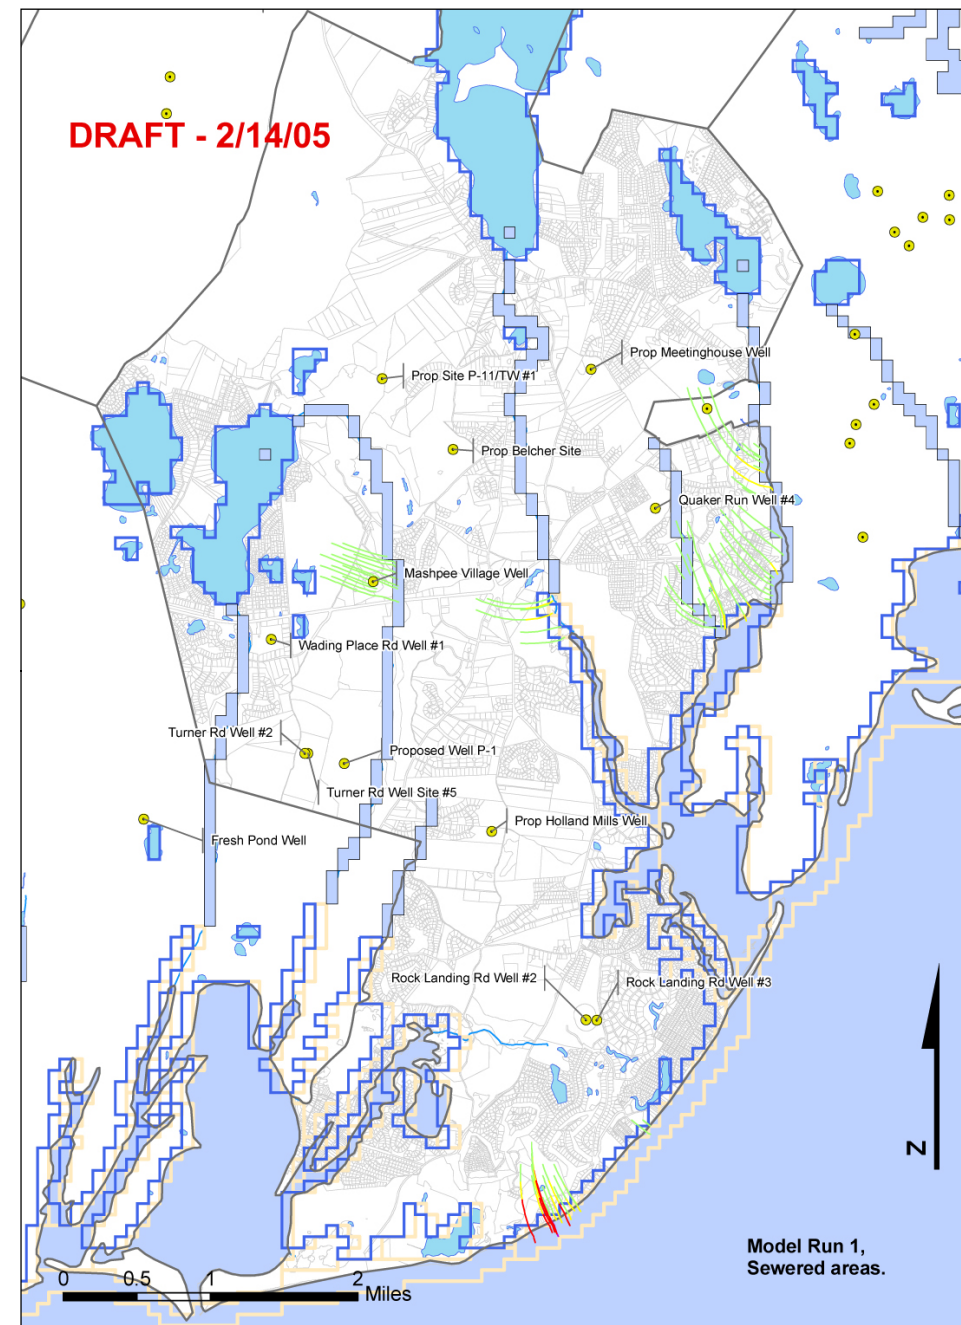 DRAFT - 2/14/05
Prop Meetinghouse Well
Prop Site P-11/TW #1
Prop Belcher Site
Quaker Run Well #4
Mashpee Village Well
Wading Place Rd Well #1
Turner Rd Well #2
Proposed Well P-1
Turner Rd Well Site #5
Prop Holland Mills Well
Fresh Pond Well
Rock Landing Rd Well #2
Rock Landing Rd Well #3
Z
Model Run 1,
Sewered areas.
0 0.5 1 2
Miles